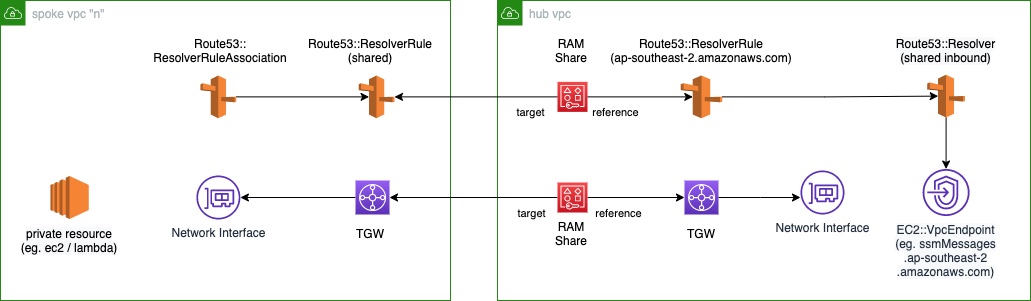 spoke vpc "n"
hub vpc
Route53::
ResolverRuleAssociation
Route53::ResolverRule
(shared)
RAM
Share
Route53::ResolverRule
(ap-southeast-2.amazonaws.com)
Route53::Resolver
(shared inbound)
target
reference
private resource
(eg. ec2 / lambda)
Network Interface
TGW
target
reference
RAM
Share
TGW
Network Interface
EC2::VpcEndpoint
(eg. ssmMessages
.ap-southeast-2
.amazonaws.com)